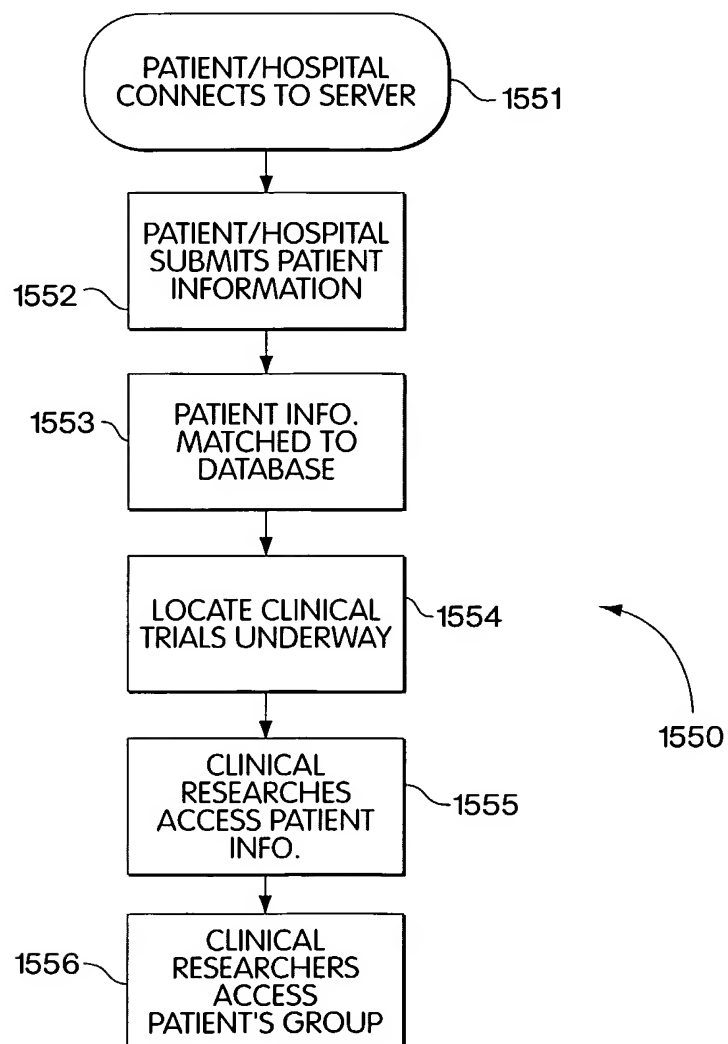 PATIENT/HOSPITAL
CONNECTS TO SERVER
1551
PATIENT/HOSPITAL
SUBMITS PATIENT
INFORMATION
1552
PATIENT INFO.
MATCHED TO
DATABASE
1553
LOCATE CLINICAL
TRIALS UNDERWAY
1554
1550
CLINICAL
RESEARCHES
ACCESS PATIENT
INFO.
1555
CLINICAL
RESEARCHERS
ACCESS
PATIENT'S GROUP
1556